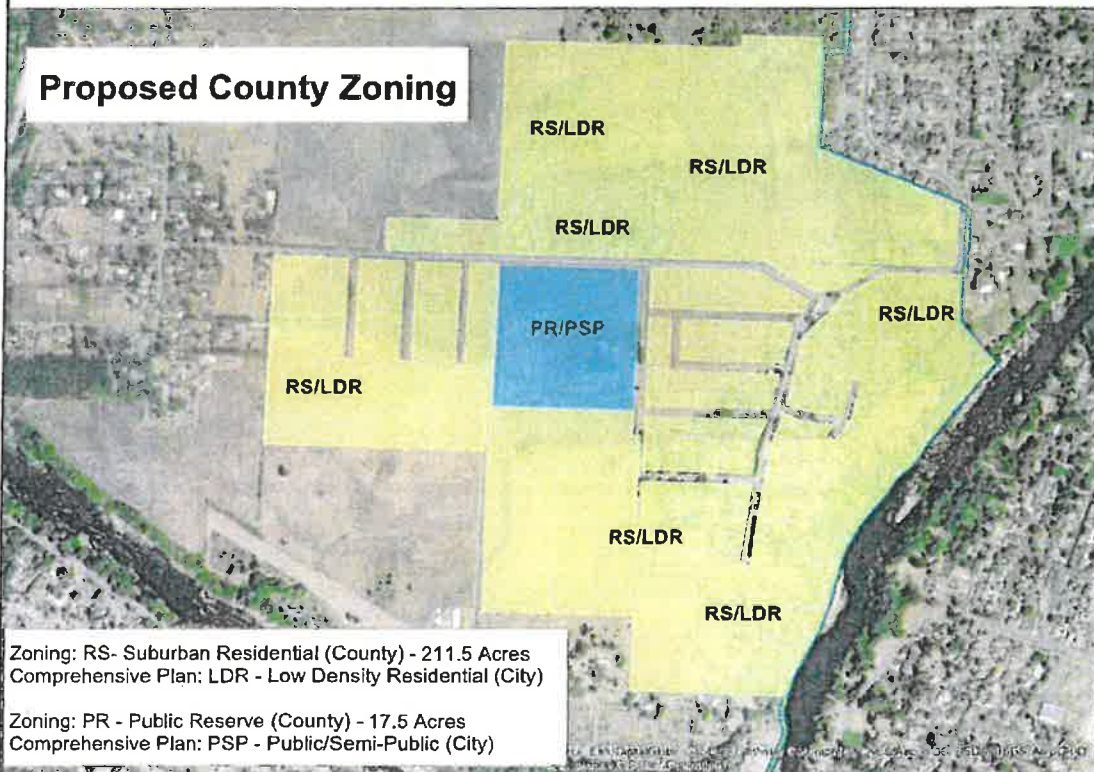 Proposed County Zoning
RS/LDR
RS/LDR
RS/LDR
PR/PSP
RS/LDR
RS/LDR
RS/LDR
RS/LDR
Zoning: RS- Suburban Residential (County) - 211.5 Acres
Comprehensive Plan: LDR - Low Density Residential (City)
Zoning: PR - Public Reserve (County) - 17.5 Acres
Comprehensive Plan: PSP - Public/Semi-Public (City)